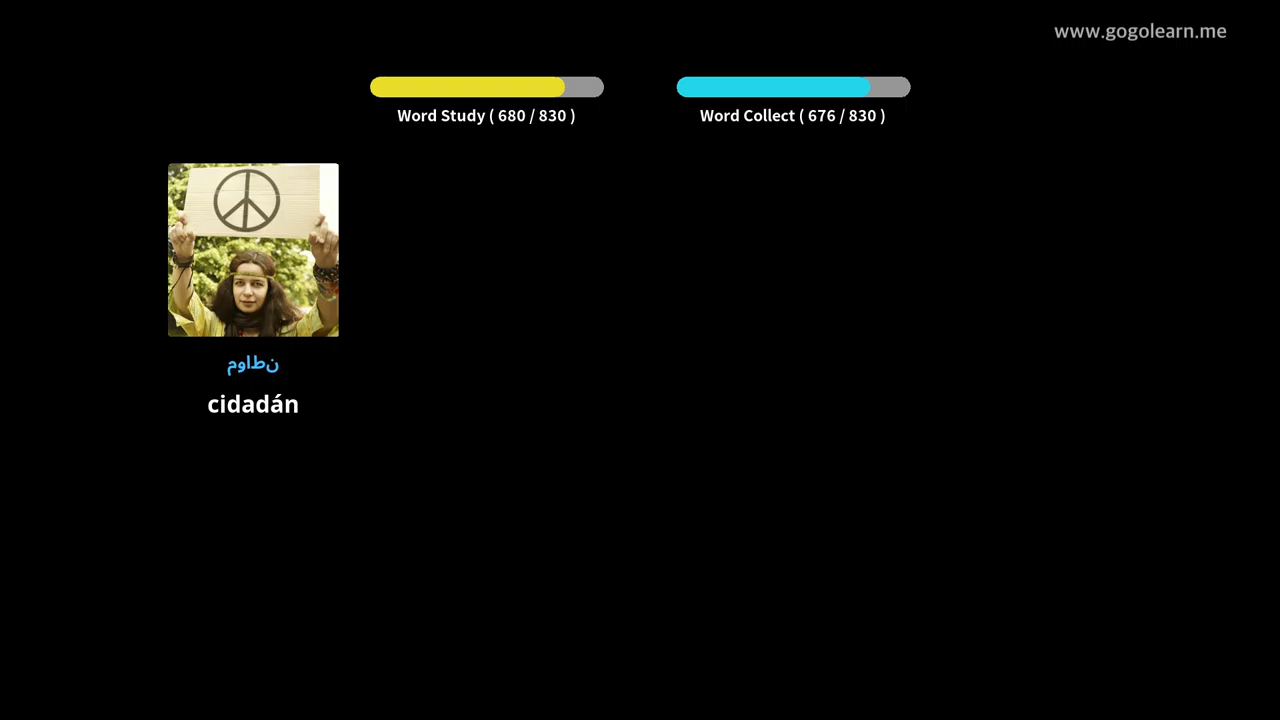 www.gogolearn.me
Word Study ( 680 / 830 )
Word Collect ( 676 / 830 )
مواطن
cidadán